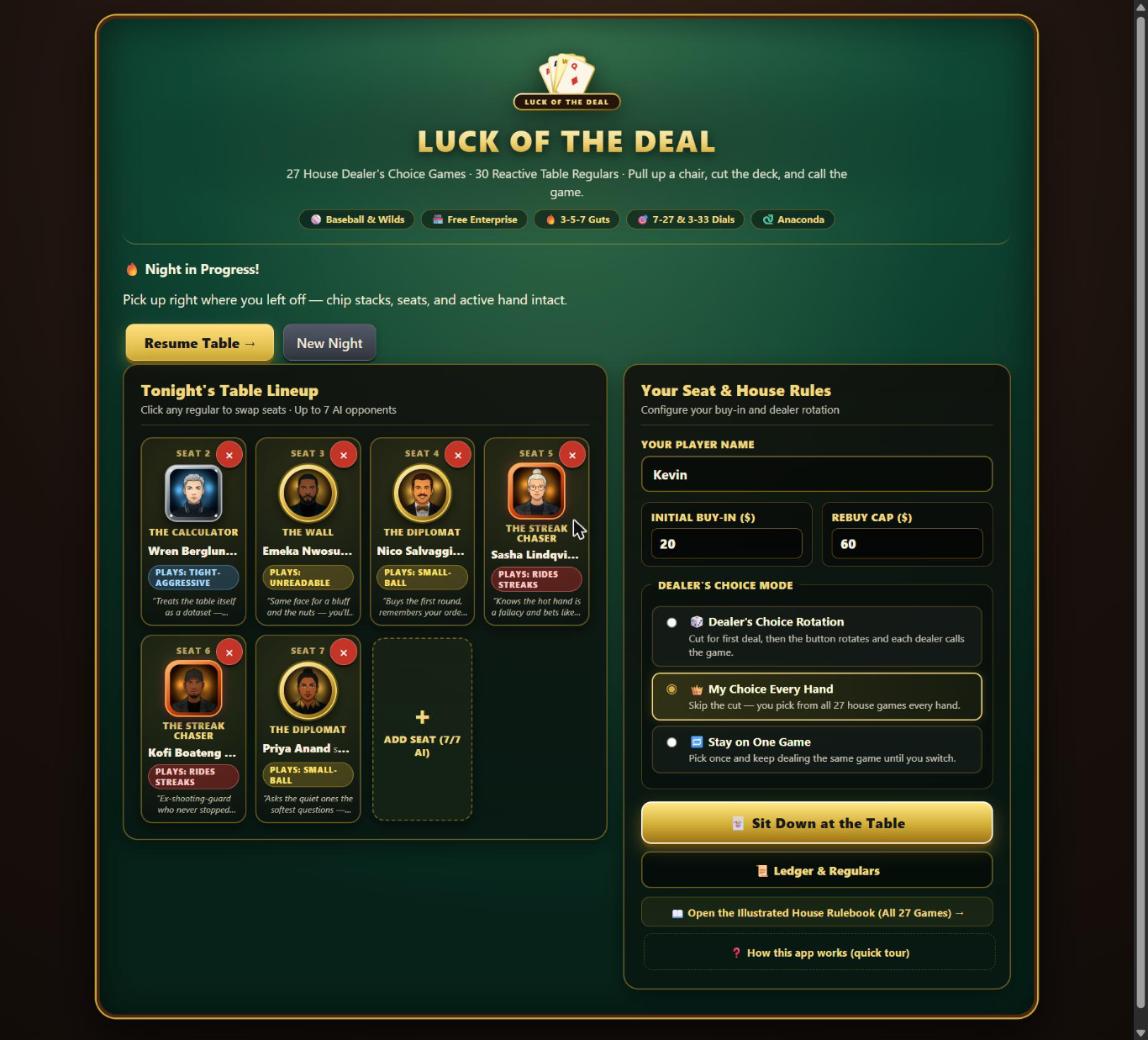 LUCK OF THE DEAL
LUCK OF THE DEAL
27 House Dealer's Choice Games · 30 Reactive Table Regulars · Pull up a chair, cut the deck, and call the
game.
Baseball & Wilds
Free Enterprise
3-5-7 Guts
7-27 & 3-33 Dials
Anaconda
Night in Progress!
Pick up right where you left off — chip stacks, seats, and active hand intact.
Resume Table →
New Night
Tonight's Table Lineup
Click any regular to swap seats · Up to 7 AI opponents
SEAT 2 ×
THE CALCULATOR
Wren Berglun...
PLAYS: TIGHT-
AGGRESSIVE
"Treats the table itself
as a dataset —...
SEAT 3 ×
THE WALL
Emeka Nwosu...
PLAYS:
UNREADABLE
"Same face for a bluff
and the nuts — you'll...
SEAT 4 ×
THE DIPLOMAT
Nico Salvaggi...
PLAYS: SMALL-
BALL
"Buys the first round,
remembers your orde...
SEAT 5 ×
THE STREAK
CHASER
Sasha Lindqvi...
PLAYS: RIDES
STREAKS
"Knows the hot hand is
a fallacy and bets like...
SEAT 6 ×
THE STREAK
CHASER
Kofi Boateng ...
PLAYS: RIDES
STREAKS
"Ex-shooting-guard
who never stopped...
SEAT 7 ×
THE DIPLOMAT
Priya Anand s...
PLAYS: SMALL-
BALL
"Asks the quiet ones the
softest questions —...
+
ADD SEAT (7/7
AI)
Your Seat & House Rules
Configure your buy-in and dealer rotation
YOUR PLAYER NAME
Kevin
INITIAL BUY-IN ($)
20
REBUY CAP ($)
60
DEALER'S CHOICE MODE
Dealer's Choice Rotation
Cut for first deal, then the button rotates and each dealer calls
the game.
My Choice Every Hand
Skip the cut — you pick from all 27 house games every hand.
Stay on One Game
Pick once and keep dealing the same game until you switch.
Sit Down at the Table
Ledger & Regulars
Open the Illustrated House Rulebook (All 27 Games) →
How this app works (quick tour)